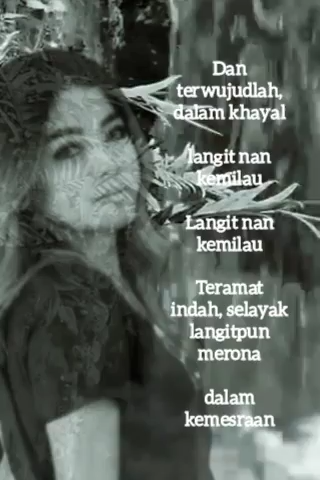 Dan
terwujudlah,
dalam khayal
langit nan
kemilau
Langit nan
kemilau
Teramat
indah, selayak
langitpun
merona
dalam
kemesraan